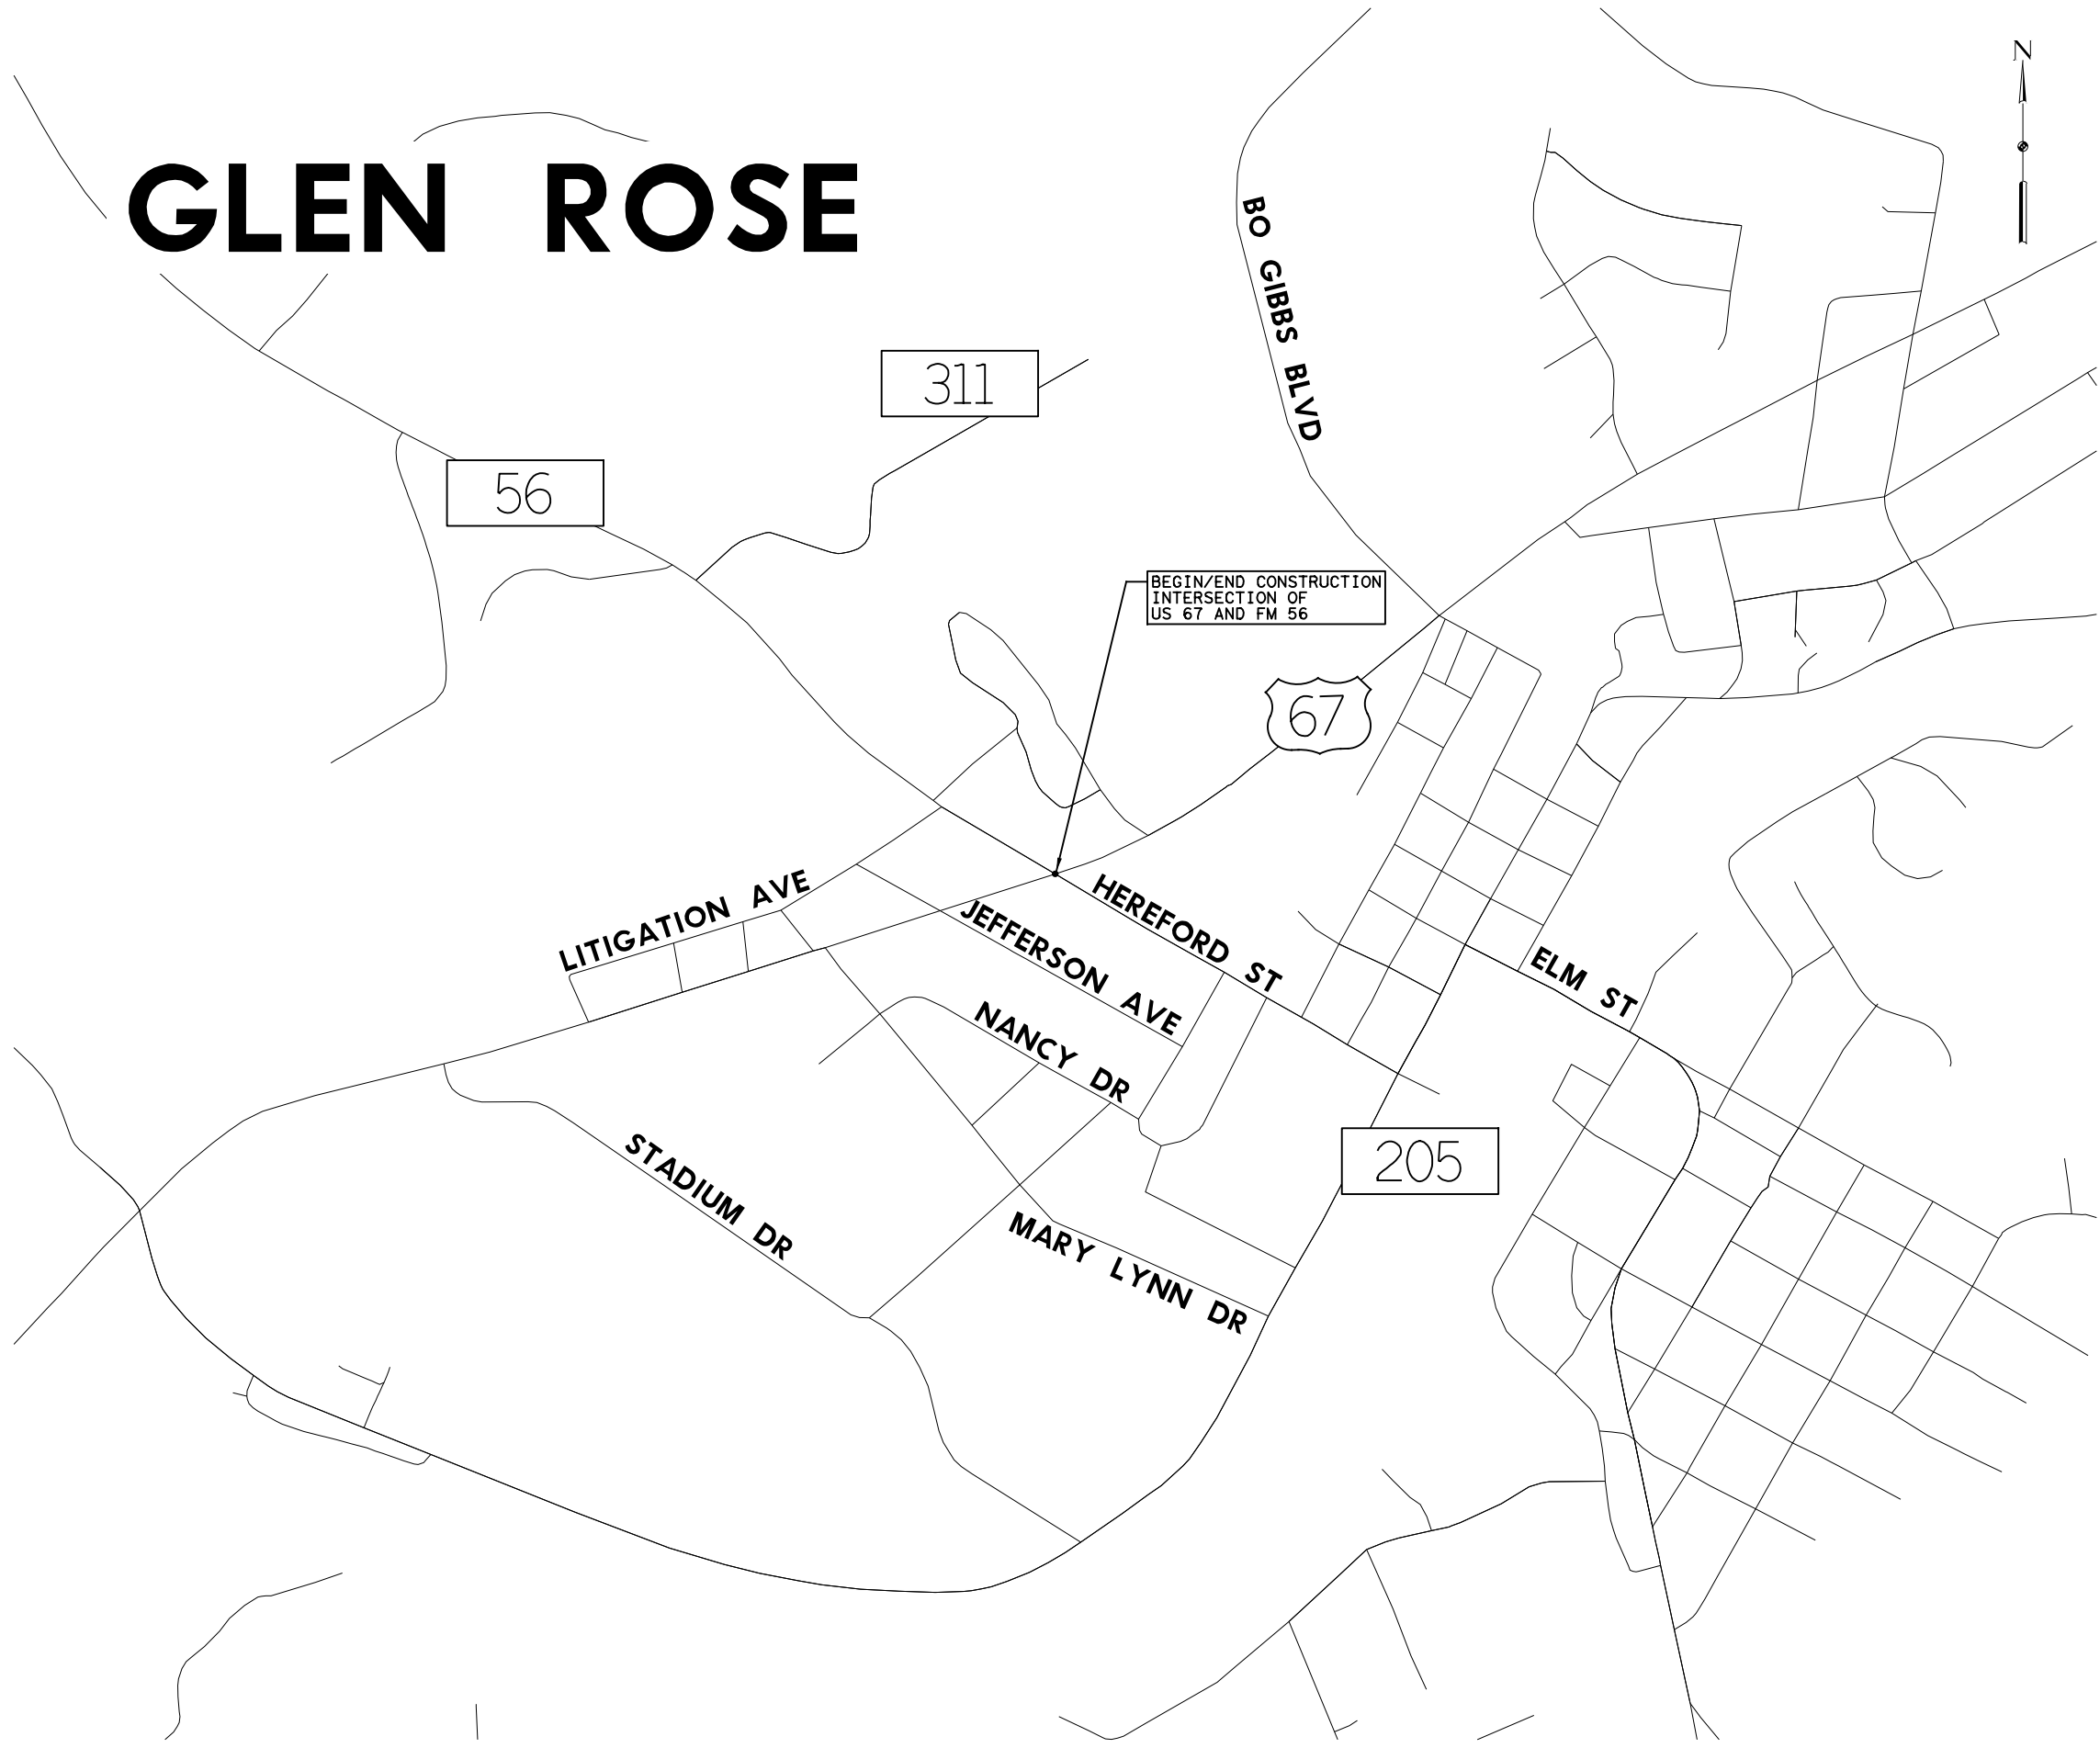 N
GLEN ROSE
BO GIBBS BLVD
311
56
BEGIN/END CONSTRUCTION
INTERSECTION OF
US 67 AND FM 56
67
LITIGATION AVE
HEREFORD ST
JEFFERSON AVE
ELM ST
NANCY DR
205
STADIUM DR
MARY LYNN DR